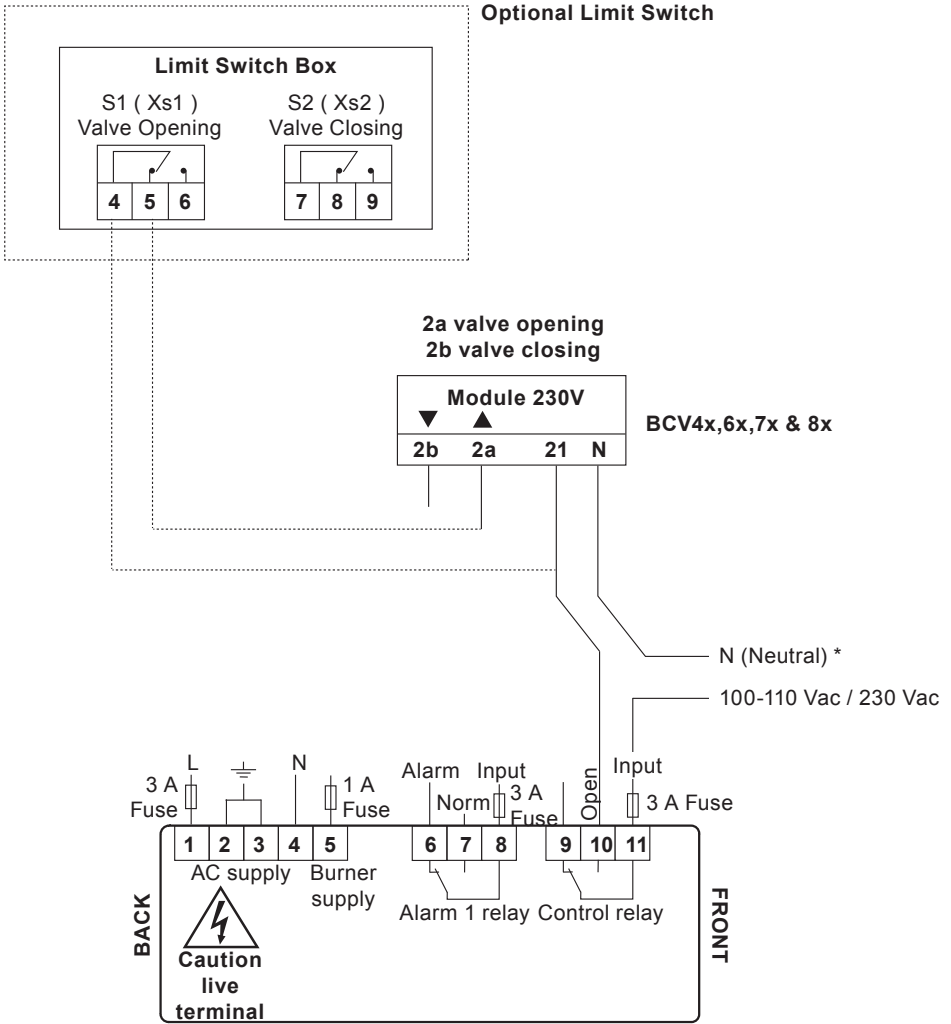 Optional Limit Switch
Limit Switch Box
S1 ( Xs1 )
Valve Opening
S2 ( Xs2 )
Valve Closing
4 5 6
7 8 9
2a valve opening
2b valve closing
Module 230V
▼ ▲
2b 2a 21 N
BCV4x,6x,7x & 8x
N (Neutral) *
100-110 Vac / 230 Vac
L
3 A
Fuse
N
1 A
Fuse
Alarm
Norm
Input
3 A
Fuse
Open
Input
3 A Fuse
1 2 3 4 5
6 7 8
9 10 11
AC supply
Burner
supply
Alarm 1 relay
Control relay
BACK
FRONT
Caution
live
terminal